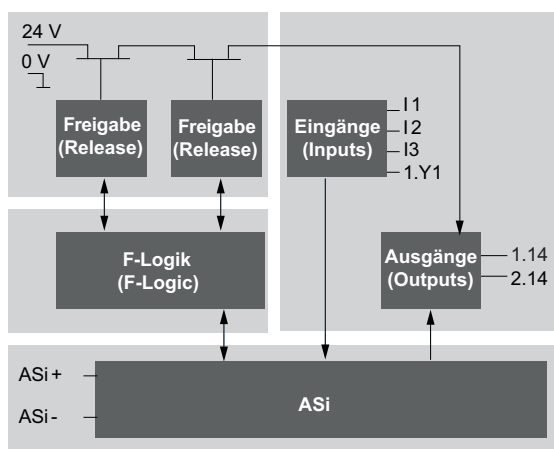 24 V
0 V
Freigabe
(Release)
Freigabe
(Release)
Eingänge
(Inputs)
I1
I2
I3
1.Y1
F-Logik
(F-Logic)
Ausgänge
(Outputs)
1.14
2.14
ASi+
ASi-
ASi